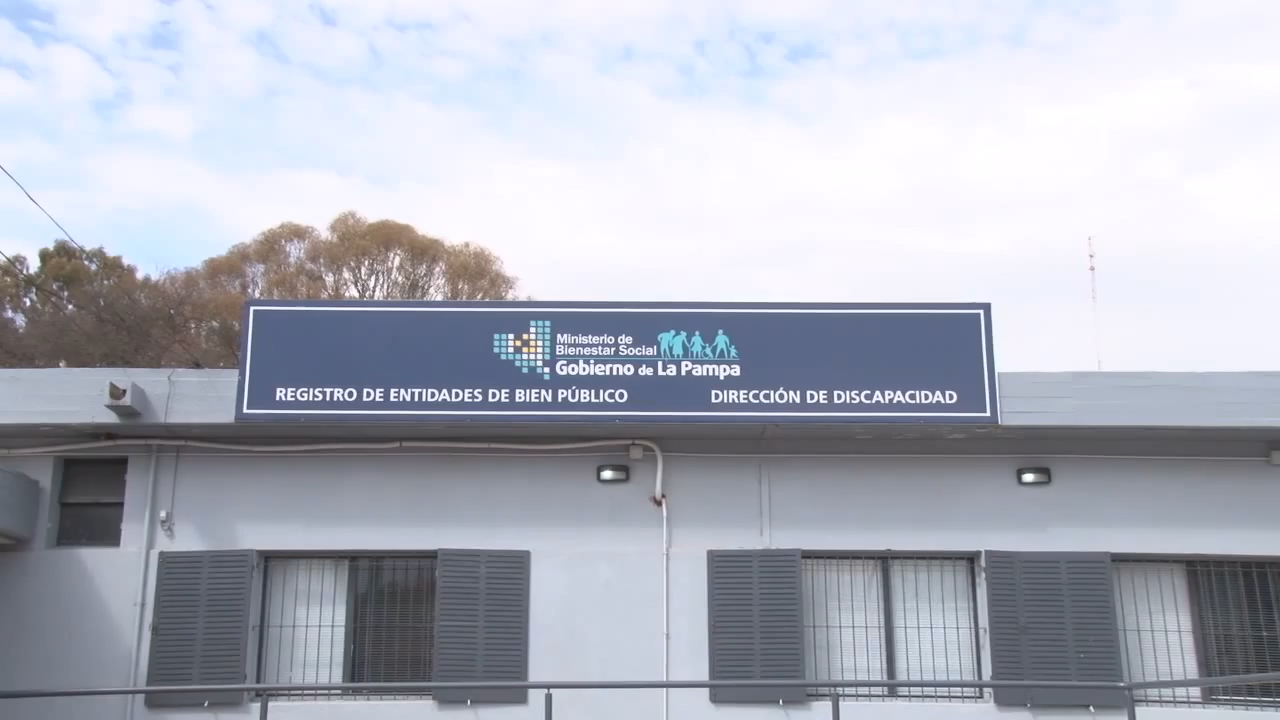 Ministerio de
Bienestar Social
Gobierno de La Pampa
REGISTRO DE ENTIDADES DE BIEN PÚBLICO
DIRECCIÓN DE DISCAPACIDAD